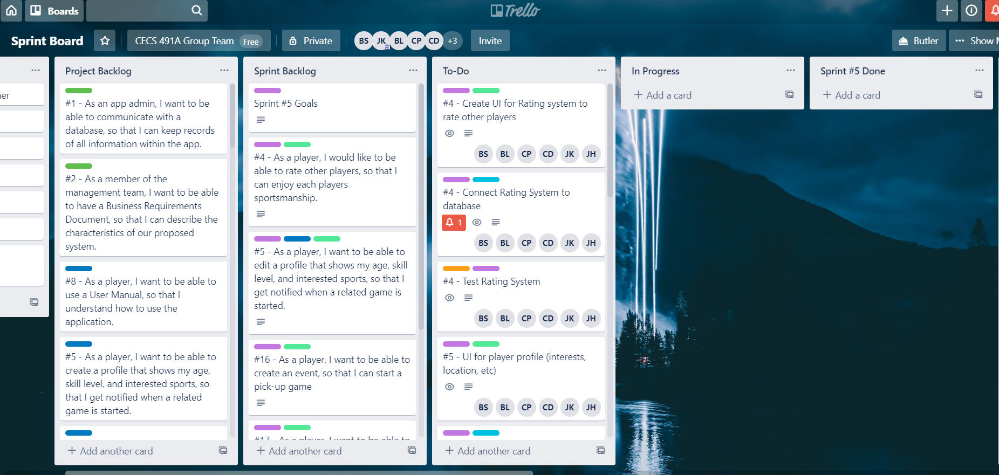 Boards
Trello
Sprint Board
CECS 491A Group Team Free
Private
BS JK BL CP CD +3
Invite
Butler
Show
Project Backlog
#1 - As an app admin, I want to be
able to communicate with a
database, so that I can keep records
of all information within the app.
#2 - As a member of the
management team, I want to be able
to have a Business Requirements
Document, so that I can describe the
characteristics of our proposed
system.
#8 - As a player, I want to be able to
use a User Manual, so that I
understand how to use the
application.
#5 - As a player, I want to be able to
create a profile that shows my age,
skill level, and interested sports, so
that I get notified when a related
game is started.
+ Add another card
Sprint Backlog
Sprint #5 Goals
#4 - As a player, I would like to be
able to rate other players, so that I
can enjoy each players
sportsmanship.
#5 - As a player, I want to be able to
edit a profile that shows my age, skill
level, and interested sports, so that I
get notified when a related game is
started.
#16 - As a player, I want to be able to
create an event, so that I can start a
pick-up game
#17 - As a player, I want to be able to
+ Add another card
To-Do
#4 - Create UI for Rating system to
rate other players
BS BL CP CD JK JH
#4 - Connect Rating System to
database
1
BS BL CP CD JK JH
#4 - Test Rating System
BS BL CP CD JK JH
#5 - UI for player profile (interests,
location, etc)
BS BL CP CD JK JH
+ Add another card
In Progress
+ Add a card
Sprint #5 Done
+ Add a card